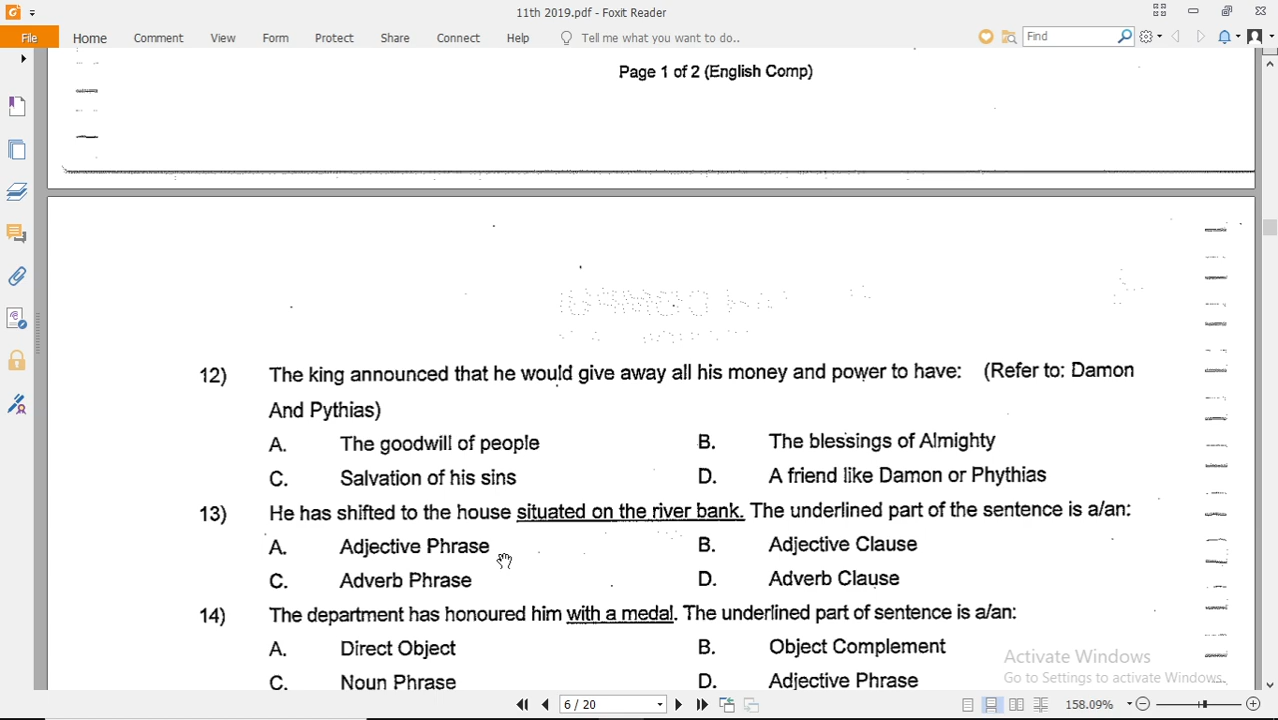 11th 2019.pdf - Foxit Reader
File Home Comment View Form Protect Share Connect Help Tell me what you want to do.. Find
Page 1 of 2 (English Comp)
12) The king announced that he would give away all his money and power to have: (Refer to: Damon
And Pythias)
A. The goodwill of people B. The blessings of Almighty
C. Salvation of his sins D. A friend like Damon or Phythias
13) He has shifted to the house situated on the river bank. The underlined part of the sentence is a/an:
A. Adjective Phrase B. Adjective Clause
C. Adverb Phrase D. Adverb Clause
14) The department has honoured him with a medal. The underlined part of sentence is a/an:
A. Direct Object B. Object Complement
C. Noun Phrase D. Adjective Phrase
Activate Windows
Go to Settings to activate Windows.
6 / 20 158.09%